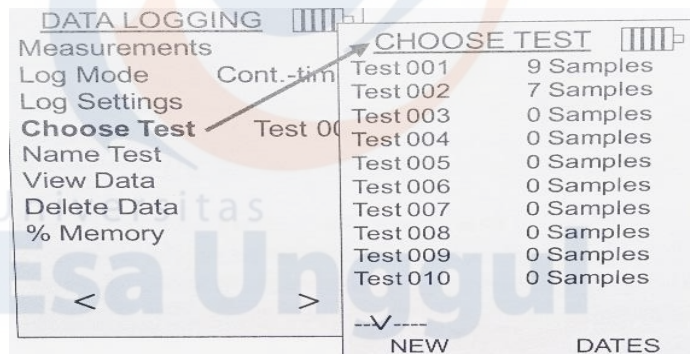 DATA LOGGING
Measurements
Log Mode Cont.-tim
Log Settings
Choose Test Test 00
Name Test
View Data
Delete Data
% Memory
< >
CHOOSE TEST
Test 001 9 Samples
Test 002 7 Samples
Test 003 0 Samples
Test 004 0 Samples
Test 005 0 Samples
Test 006 0 Samples
Test 007 0 Samples
Test 008 0 Samples
Test 009 0 Samples
Test 010 0 Samples
--V----
NEW DATES
Universitas
Esa Unggul